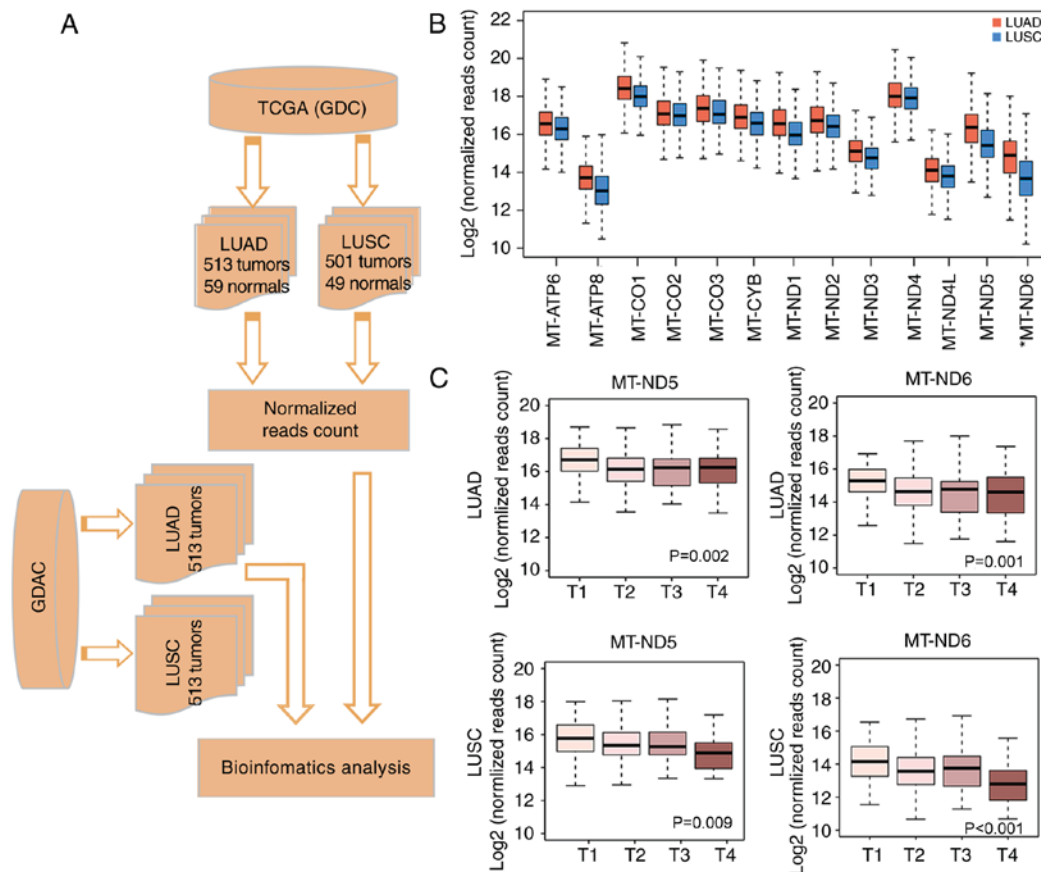 A
TCGA (GDC)
LUAD
513 tumors
59 normals
LUSC
501 tumors
49 normals
Normalized
reads count
GDAC
LUAD
513 tumors
LUSC
513 tumors
Bioinfomatics analysis
B
LUAD
LUSC
Log2 (normalized reads count)
22
20
18
16
14
12
10
MT-ATP6
MT-ATP8
MT-CO1
MT-CO2
MT-CO3
MT-CYB
MT-ND1
MT-ND2
MT-ND3
MT-ND4
MT-ND4L
MT-ND5
*MT-ND6
C
MT-ND5
LUAD
Log2 (normlized reads count)
20
18
16
14
12
10
P=0.002
T1 T2 T3 T4
MT-ND6
LUAD
Log2 (normlized reads count)
20
18
16
14
12
10
P=0.001
T1 T2 T3 T4
MT-ND5
LUSC
Log2 (normlized reads count)
20
18
16
14
12
10
P=0.009
T1 T2 T3 T4
MT-ND6
LUSC
Log2 (normlized reads count)
20
18
16
14
12
10
P<0.001
T1 T2 T3 T4